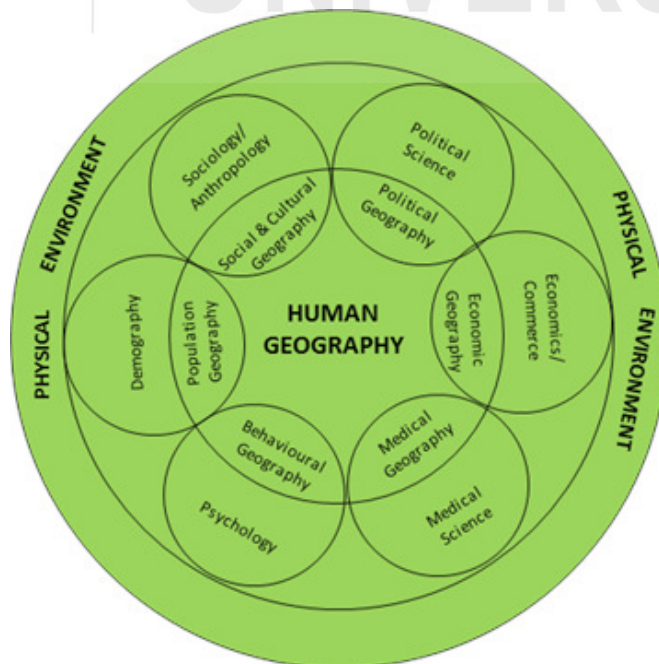 UNIVERS
PHYSICAL
ENVIRONMENT
PHYSICAL
ENVIRONMENT
Sociology/
Anthropology
Social & Cultural
Geography
Political
Science
Political
Geography
Economics/
Commerce
Economic
Geography
HUMAN
GEOGRAPHY
Demography
Population
Geography
Behavioural
Geography
Psychology
Medical
Geography
Medical
Science